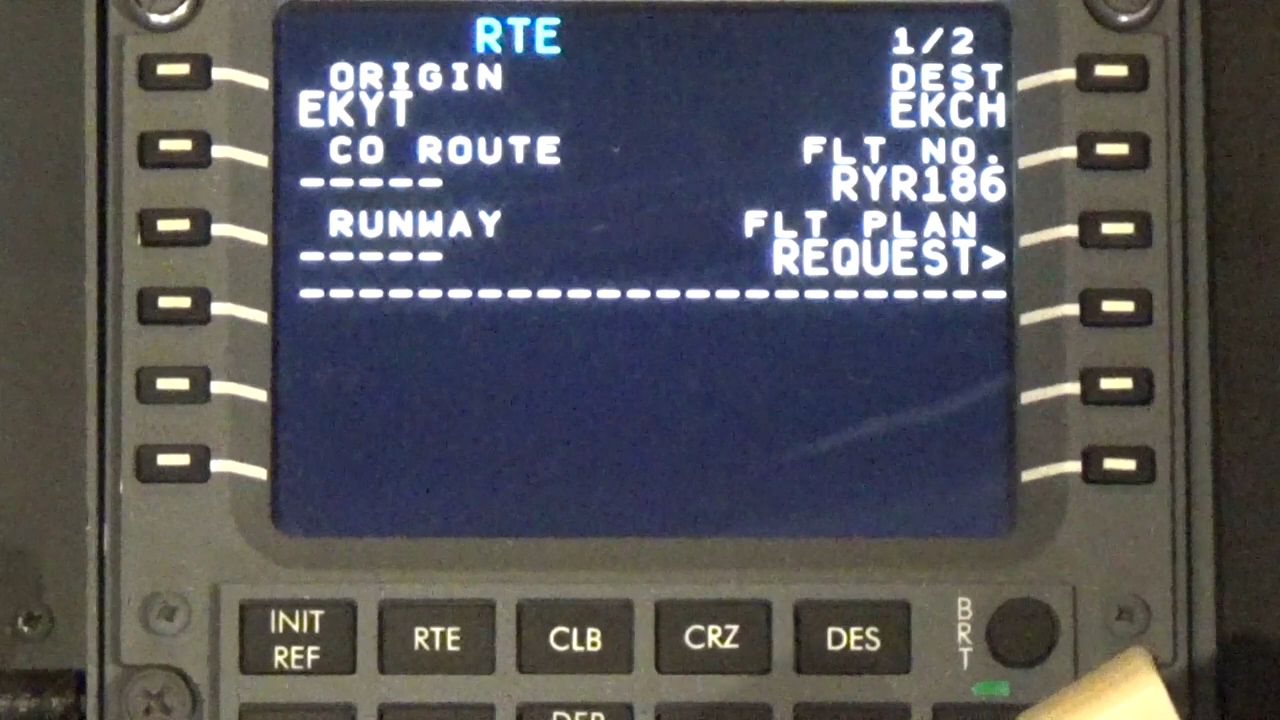 RTE 1/2
ORIGIN DEST
EKYT EKCH
CO ROUTE FLT NO.
----- RYR186
RUNWAY FLT PLAN
----- REQUEST>
------------------------
INIT REF RTE CLB CRZ DES BRT